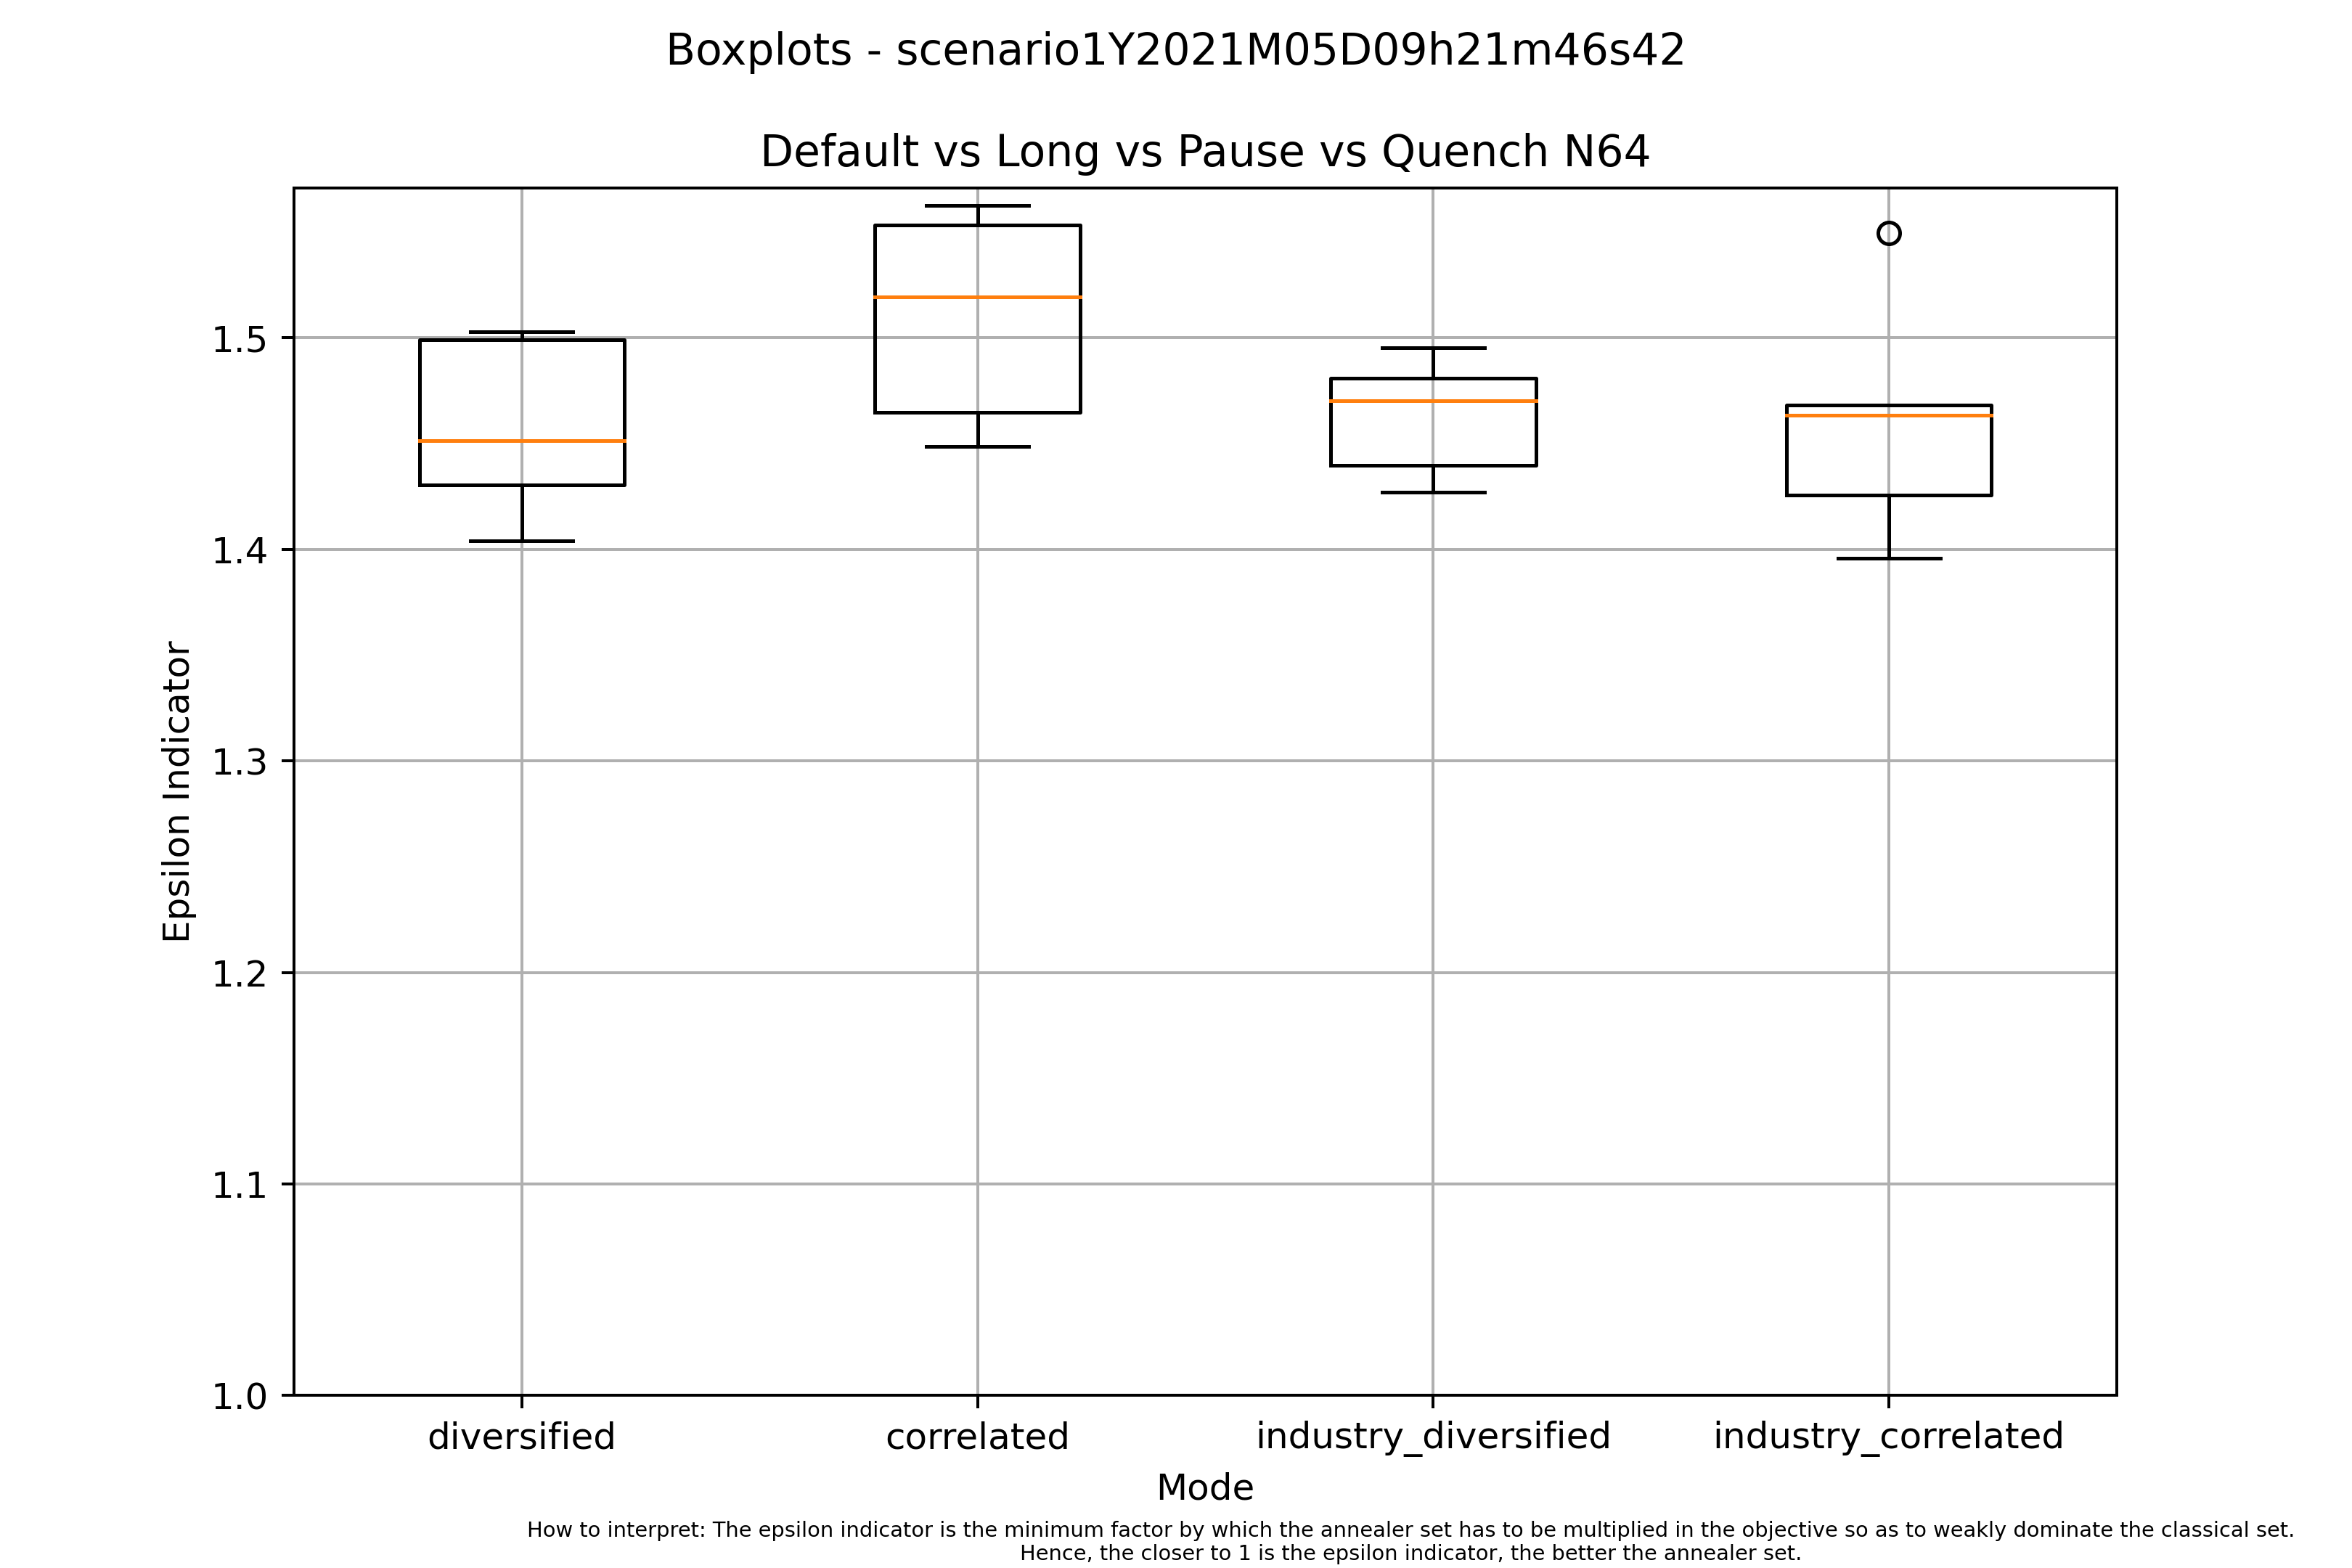 Boxplots - scenario1Y2021M05D09h21m46s42
Default vs Long vs Pause vs Quench N64
Epsilon Indicator
1.5
1.4
1.3
1.2
1.1
1.0
diversified
correlated
industry_diversified
industry_correlated
Mode
How to interpret: The epsilon indicator is the minimum factor by which the annealer set has to be multiplied in the objective so as to weakly dominate the classical set.
Hence, the closer to 1 is the epsilon indicator, the better the annealer set.